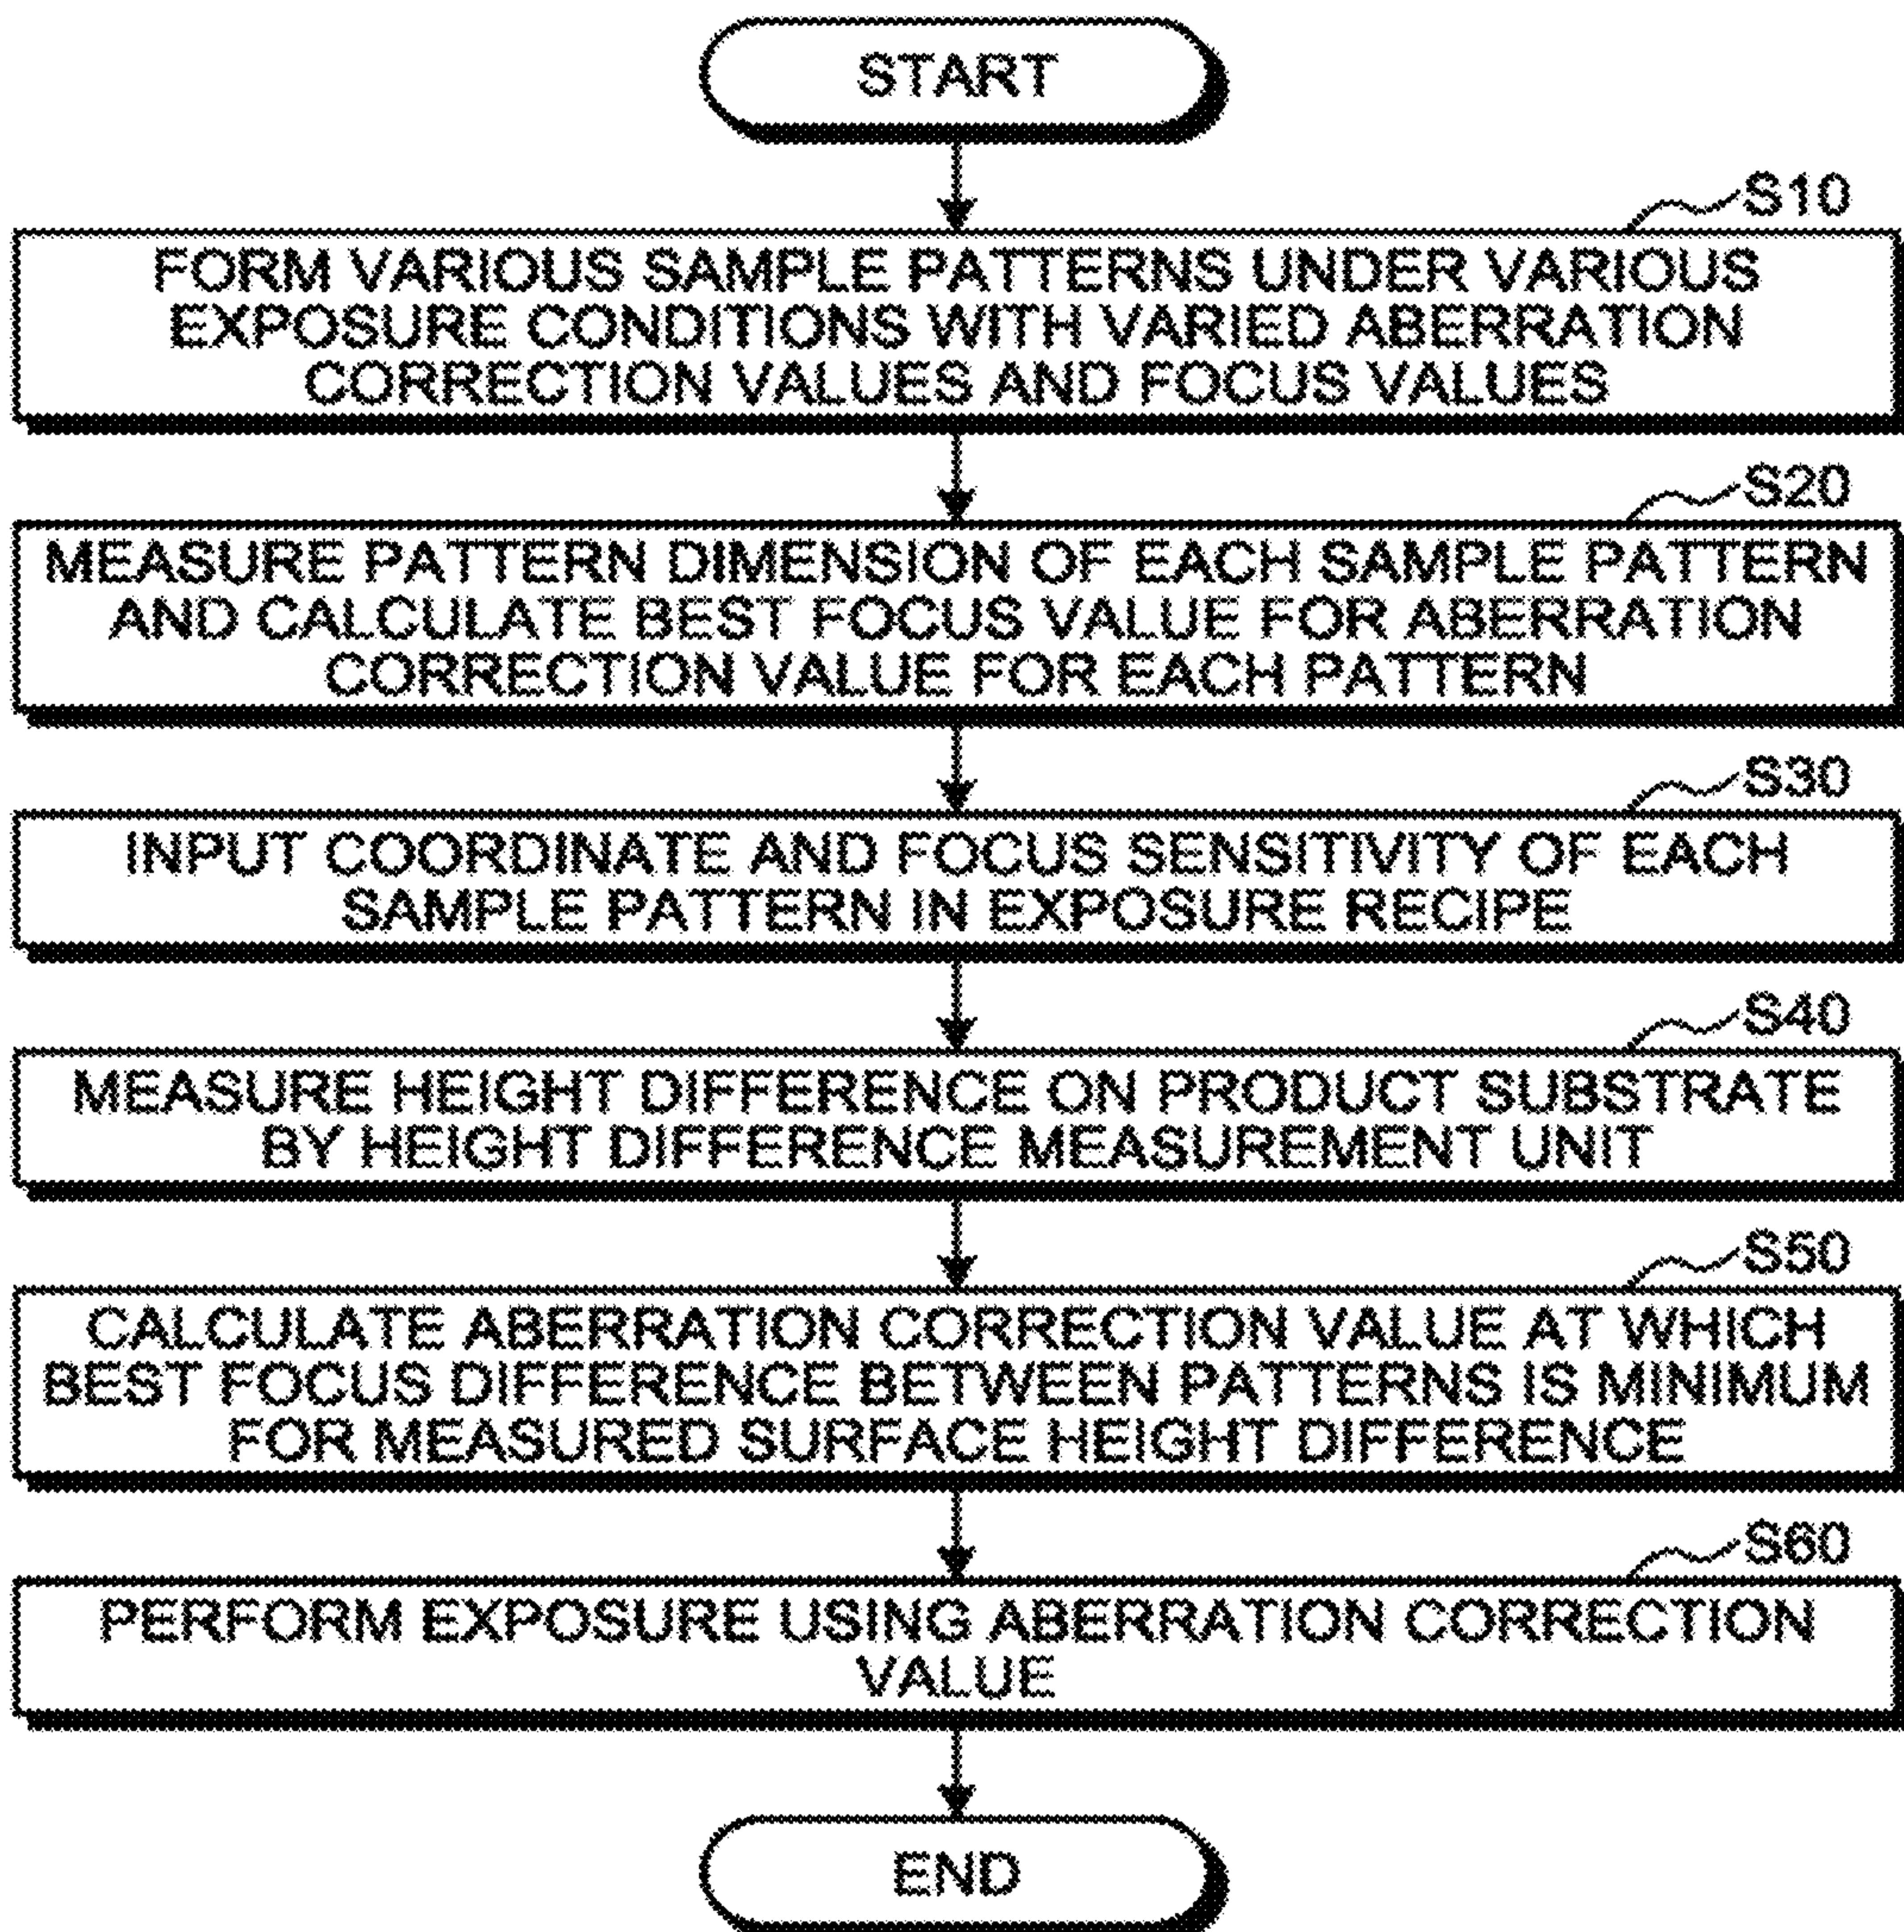 START
S10
FORM VARIOUS SAMPLE PATTERNS UNDER VARIOUS
EXPOSURE CONDITIONS WITH VARIED ABERRATION
CORRECTION VALUES AND FOCUS VALUES
S20
MEASURE PATTERN DIMENSION OF EACH SAMPLE PATTERN
AND CALCULATE BEST FOCUS VALUE FOR ABERRATION
CORRECTION VALUE FOR EACH PATTERN
S30
INPUT COORDINATE AND FOCUS SENSITIVITY OF EACH
SAMPLE PATTERN IN EXPOSURE RECIPE
S40
MEASURE HEIGHT DIFFERENCE ON PRODUCT SUBSTRATE
BY HEIGHT DIFFERENCE MEASUREMENT UNIT
S50
CALCULATE ABERRATION CORRECTION VALUE AT WHICH
BEST FOCUS DIFFERENCE BETWEEN PATTERNS IS MINIMUM
FOR MEASURED SURFACE HEIGHT DIFFERENCE
S60
PERFORM EXPOSURE USING ABERRATION CORRECTION
VALUE
END